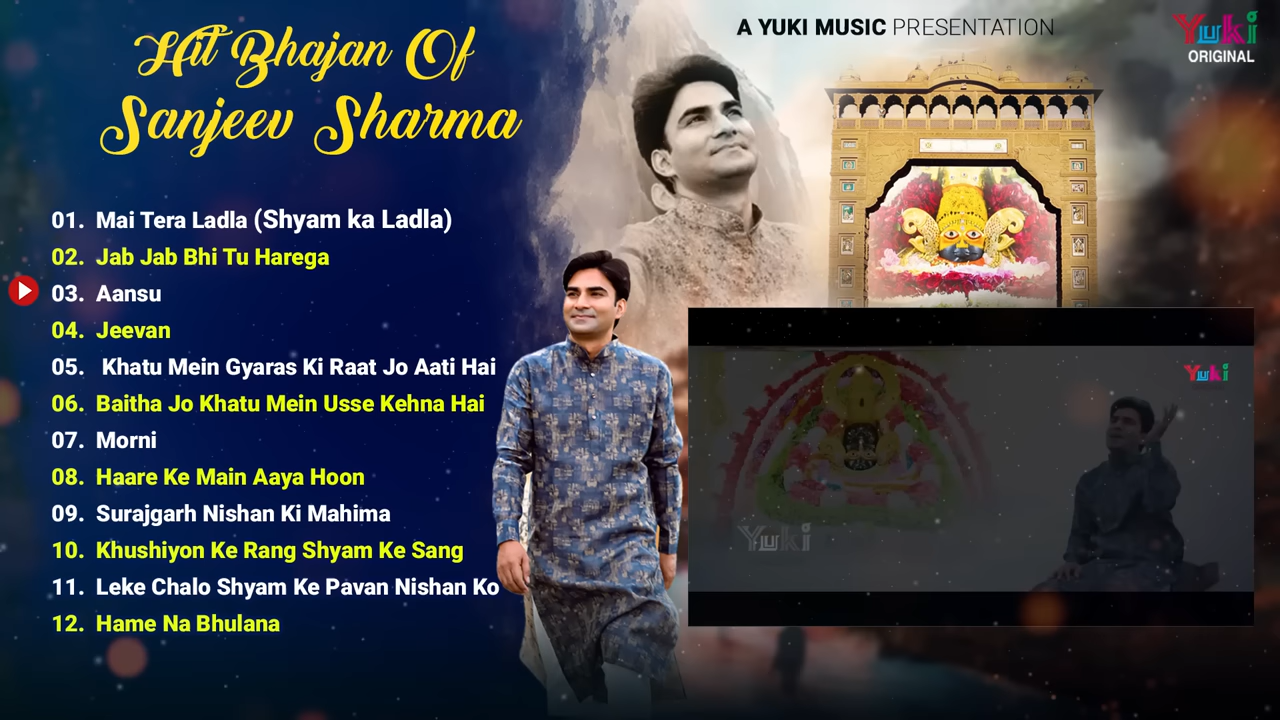 Hit Bhajan Of
Sanjeev Sharma
A YUKI MUSIC PRESENTATION
Yuki
ORIGINAL
01. Mai Tera Ladla (Shyam ka Ladla)
02. Jab Jab Bhi Tu Harega
03. Aansu
04. Jeevan
05. Khatu Mein Gyaras Ki Raat Jo Aati Hai
06. Baitha Jo Khatu Mein Usse Kehna Hai
07. Morni
08. Haare Ke Main Aaya Hoon
09. Surajgarh Nishan Ki Mahima
10. Khushiyon Ke Rang Shyam Ke Sang
11. Leke Chalo Shyam Ke Pavan Nishan Ko
12. Hame Na Bhulana
Yuki
Yuki